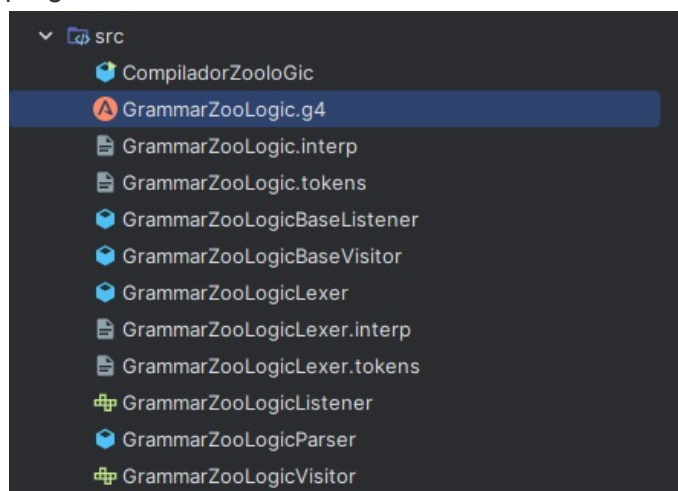 src
CompiladorZooloGic
GrammarZooLogic.g4
GrammarZooLogic.interp
GrammarZooLogic.tokens
GrammarZooLogicBaseListener
GrammarZooLogicBaseVisitor
GrammarZooLogicLexer
GrammarZooLogicLexer.interp
GrammarZooLogicLexer.tokens
GrammarZooLogicListener
GrammarZooLogicParser
GrammarZooLogicVisitor